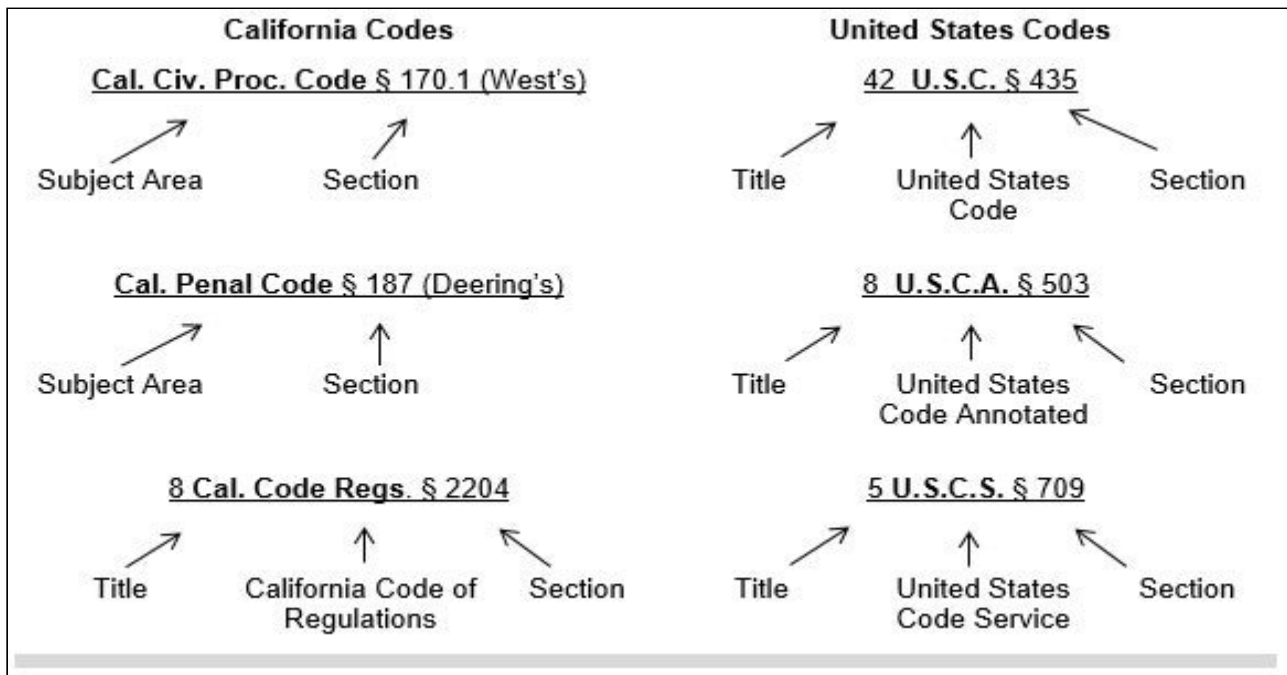 California Codes
Cal. Civ. Proc. Code § 170.1 (West’s)
Subject Area Section
Cal. Penal Code § 187 (Deering’s)
Subject Area Section
8 Cal. Code Regs. § 2204
Title California Code of Section
Regulations
United States Codes
42 U.S.C. § 435
Title United States Section
Code
8 U.S.C.A. § 503
Title United States Section
Code Annotated
5 U.S.C.S. § 709
Title United States Section
Code Service